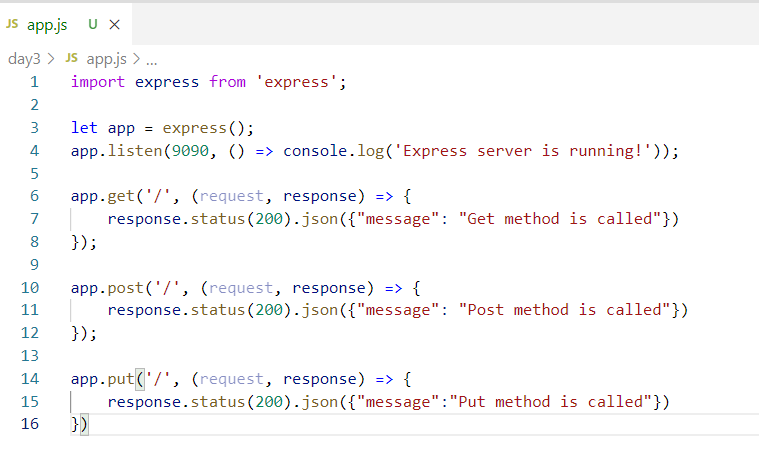 JS app.js U ×
day3 > JS app.js > ...
1 import express from 'express';
2
3 let app = express();
4 app.listen(9090, () => console.log('Express server is running!'));
5
6 app.get('/', (request, response) => {
7     response.status(200).json({"message": "Get method is called"})
8 });
9
10 app.post('/', (request, response) => {
11     response.status(200).json({"message": "Post method is called"})
12 });
13
14 app.put('/', (request, response) => {
15     response.status(200).json({"message":"Put method is called"})
16 })